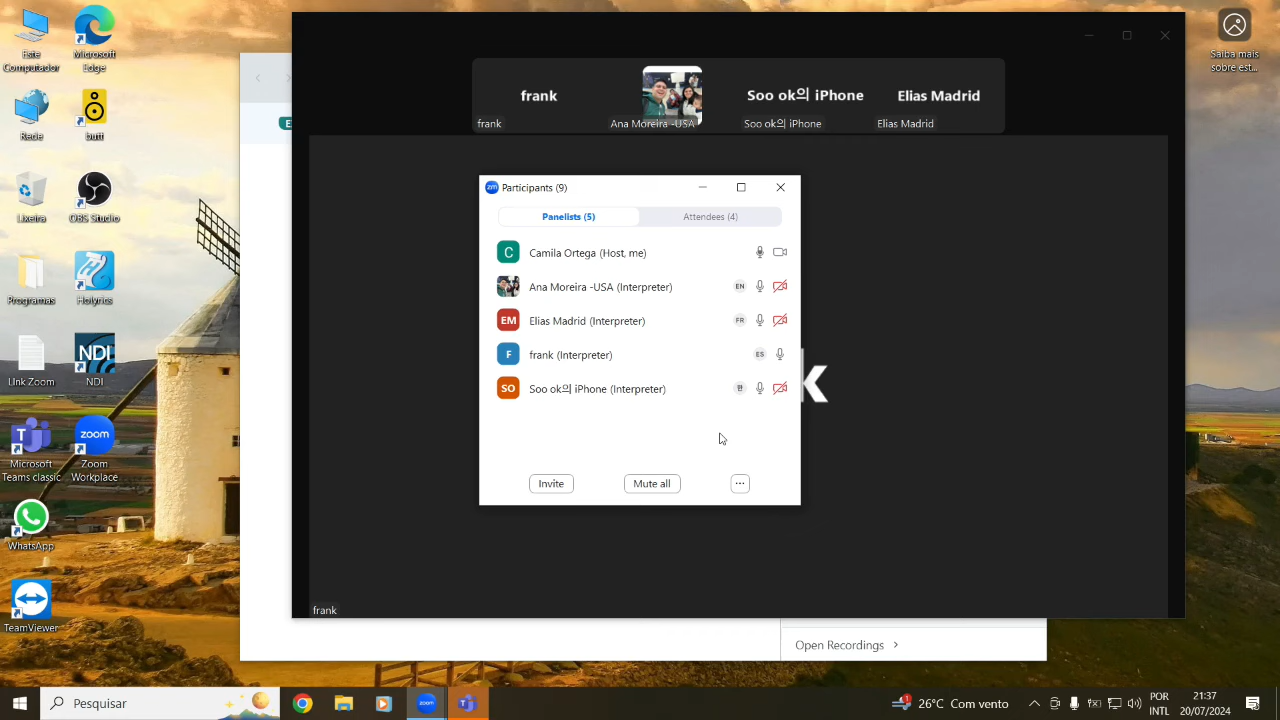 Este Computador
Microsoft Edge
Rede
butt
Lixeira
OBS Studio
Programas
Holyrics
LInk Zoom
NDI
Microsoft Teams classic
Zoom Workplace
WhatsApp
TeamViewer
Saiba mais sobre est...
frank
frank
Ana Moreira -USA
Soo ok의 iPhone
Soo ok의 iPhone
Elias Madrid
Elias Madrid
zm Participants (9)
Panelists (5)
Attendees (4)
C Camila Ortega (Host, me)
Ana Moreira -USA (Interpreter) EN
EM Elias Madrid (Interpreter) FR
F frank (Interpreter) ES
SO Soo ok의 iPhone (Interpreter) 한
Invite
Mute all
...
k
frank
Open Recordings >
Pesquisar
zoom
26°C Com vento
POR
INTL
21:37
20/07/2024